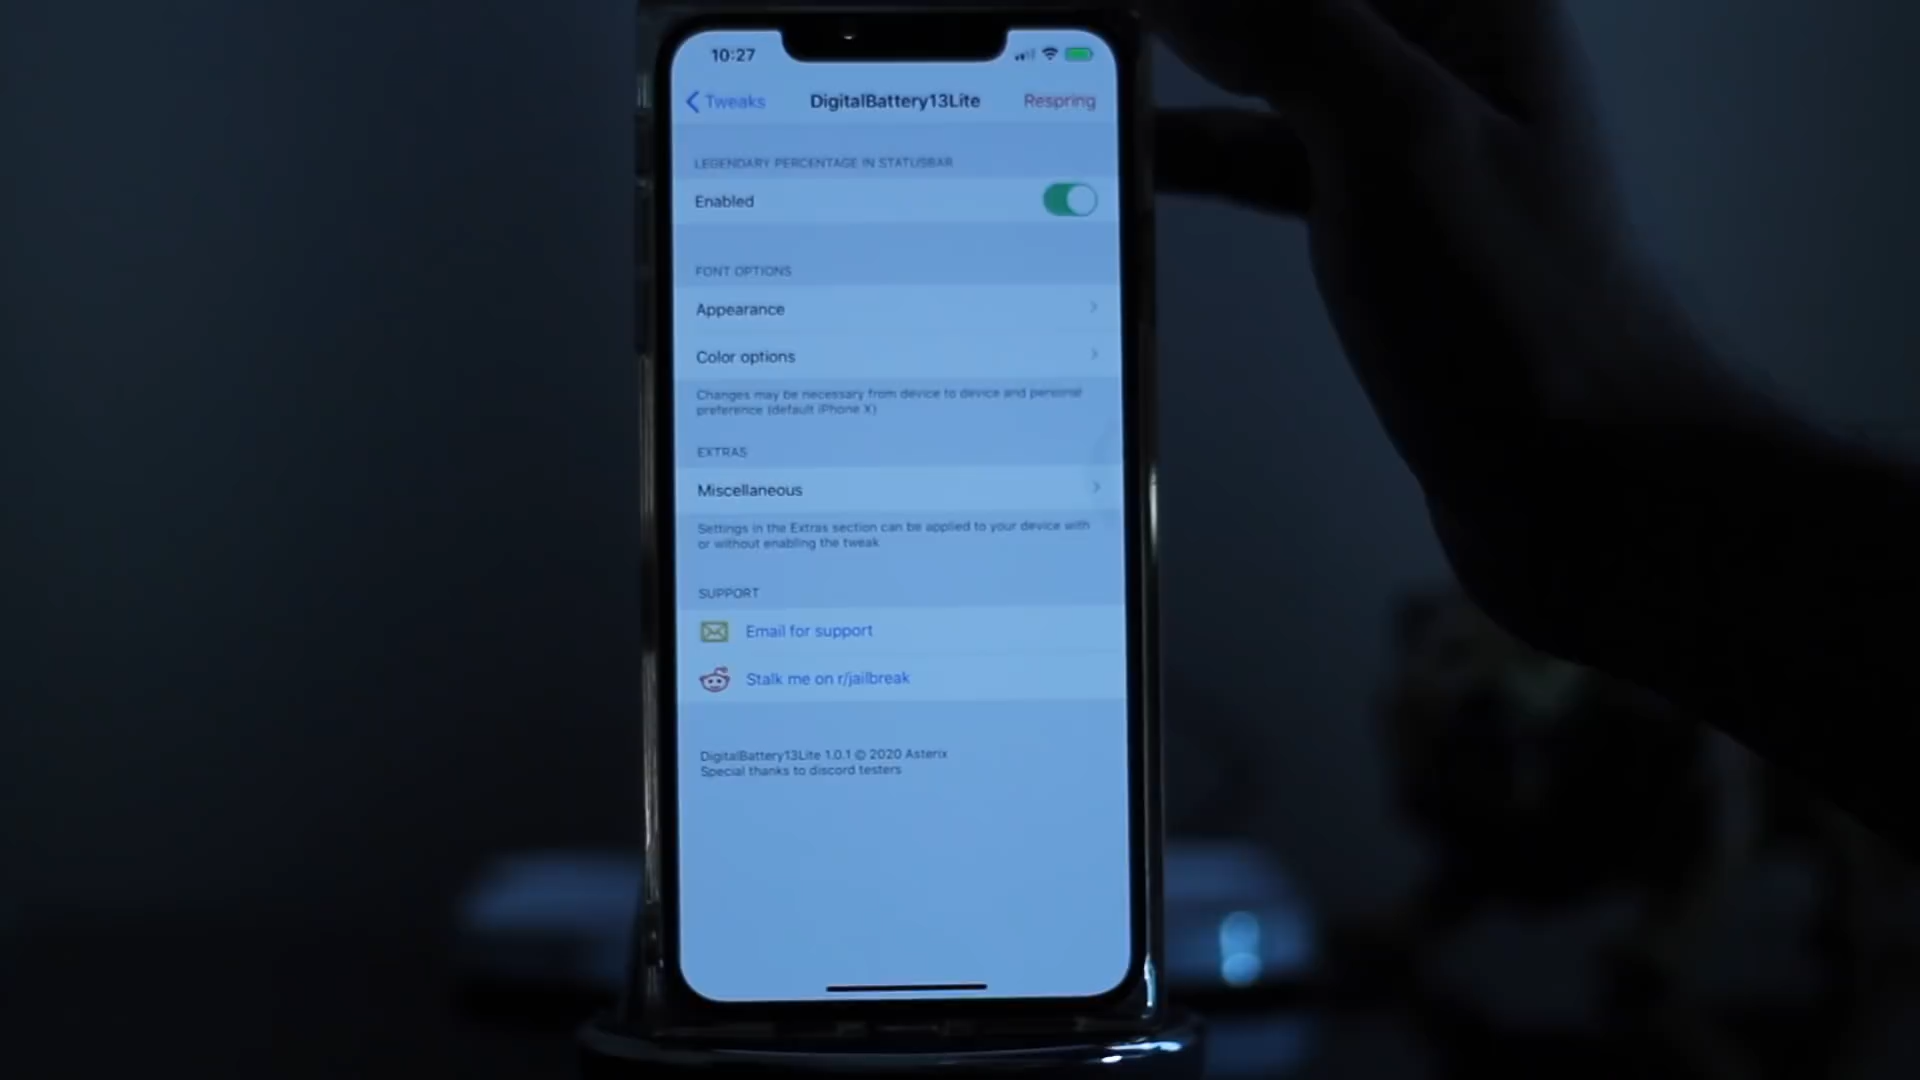 10:27
Tweaks DigitalBattery13Lite Respring
LEGENDARY PERCENTAGE IN STATUSBAR
Enabled
FONT OPTIONS
Appearance
Color options
Changes may be necessary from device to device and personal
preference (default iPhone X)
EXTRAS
Miscellaneous
Settings in the Extras section can be applied to your device with
or without enabling the tweak
SUPPORT
Email for support
Stalk me on r/jailbreak
DigitalBattery13Lite 1.0.1 © 2020 Asterix
Special thanks to discord testers